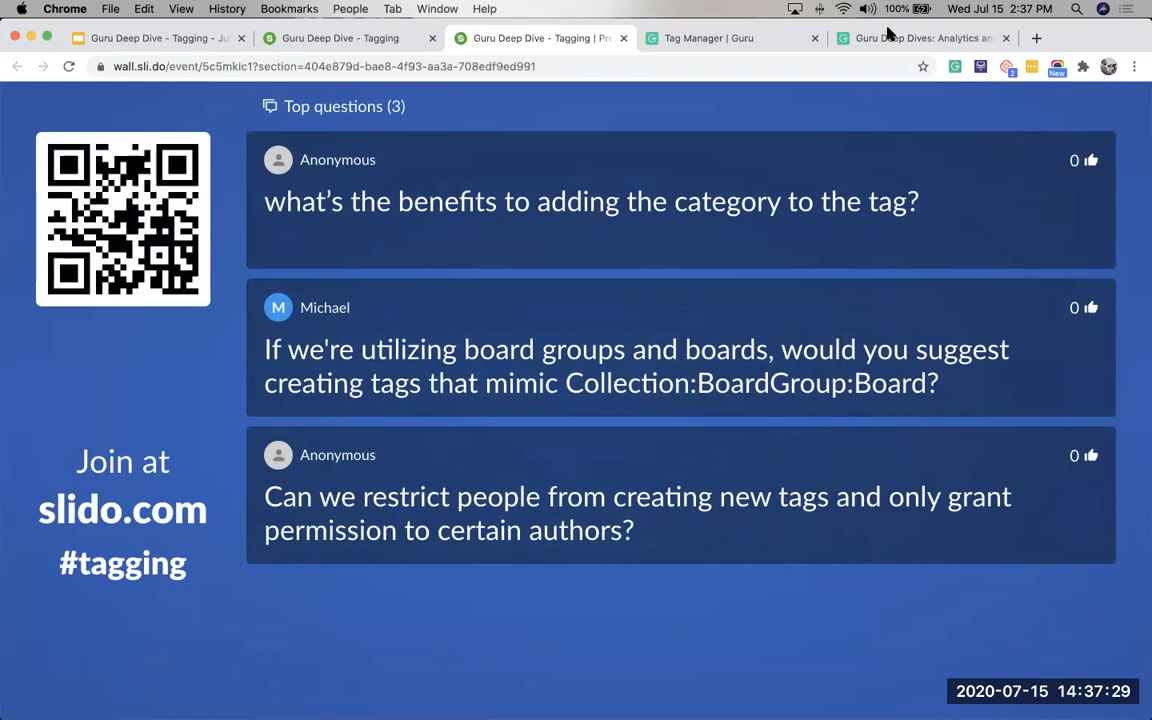 Chrome File Edit View History Bookmarks People Tab Window Help 100% Wed Jul 15 2:37 PM
Guru Deep Dive - Tagging - Ju Guru Deep Dive - Tagging Guru Deep Dive - Tagging | Pre Tag Manager | Guru Guru Deep Dives: Analytics an
wall.sli.do/event/5c5mklc1?section=404e879d-bae8-4f93-aa3a-708edf9ed991
2
New
Top questions (3)
Anonymous
0
what's the benefits to adding the category to the tag?
M Michael
0
If we're utilizing board groups and boards, would you suggest
creating tags that mimic Collection:BoardGroup:Board?
Anonymous
0
Can we restrict people from creating new tags and only grant
permission to certain authors?
Join at
slido.com
#tagging
2020-07-15 14:37:29